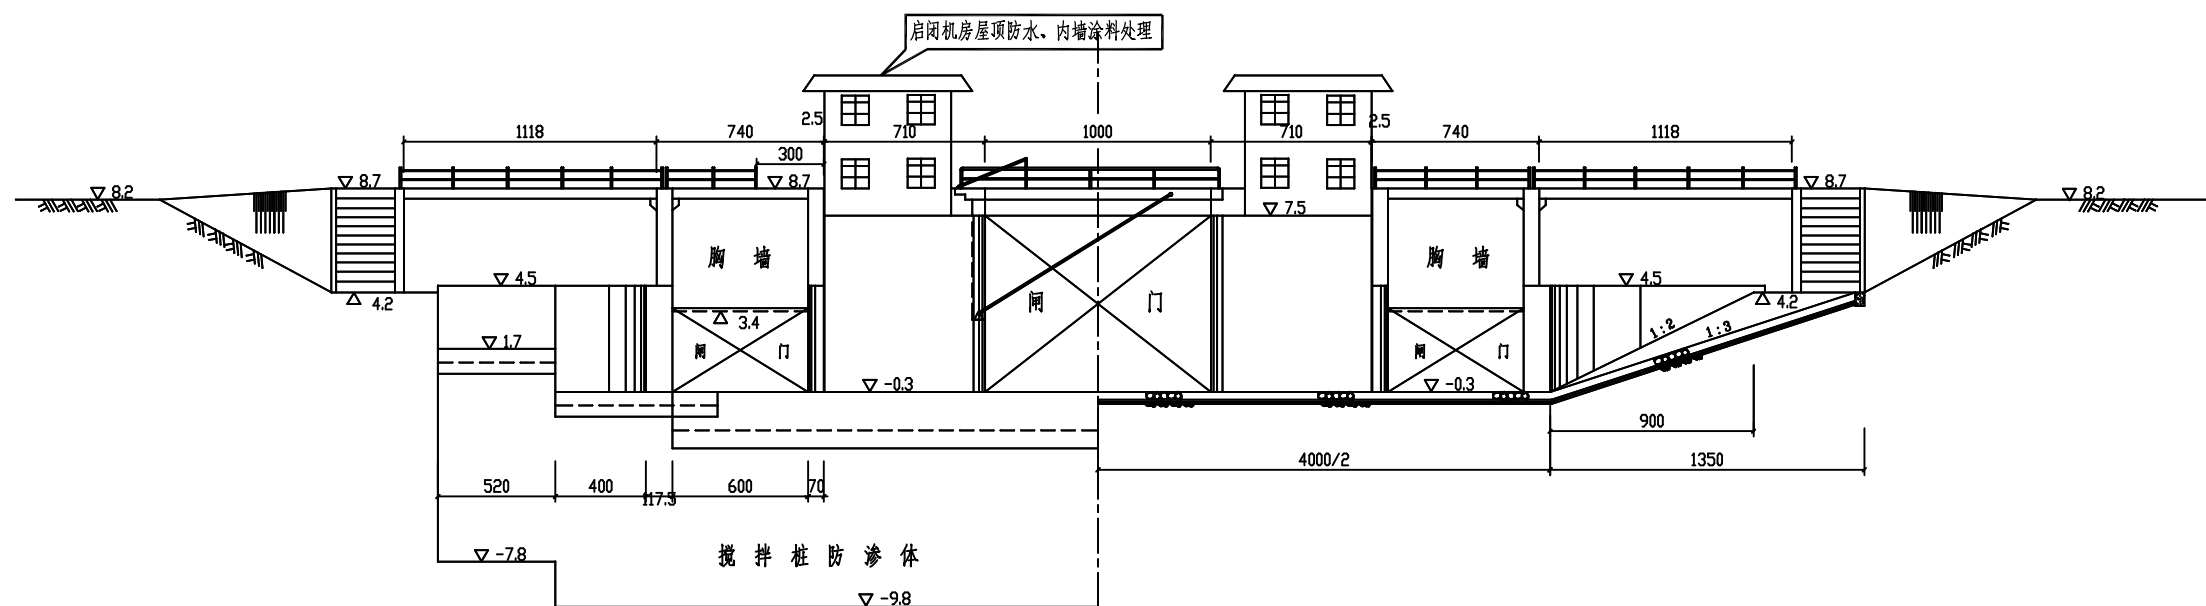 启闭机房屋顶防水、内墙涂料处理
2.5 2.5
1118 740 710 1000 710 740 1118
300
8.2 8.7 8.7 8.7 8.2
7.5
胸 墙 胸 墙
4.5 4.5
4.2 闸 门 4.2
3.4 1:2 1:3
1.7 闸 门 闸 门
-0.3 -0.3
900
4000/2 1350
520 400 117.5 600 70
搅 拌 桩 防 渗 体
-7.8
-9.8